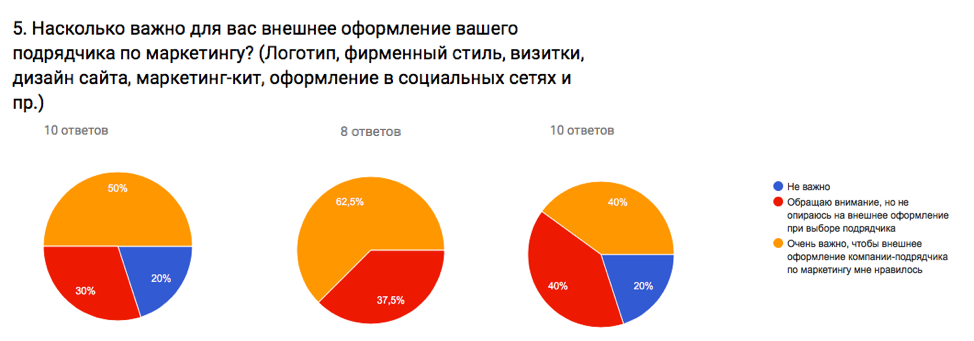 5. Насколько важно для вас внешнее оформление вашего
подрядчика по маркетингу? (Логотип, фирменный стиль, визитки,
дизайн сайта, маркетинг-кит, оформление в социальных сетях и
пр.)
10 ответов
8 ответов
10 ответов
50%
30%
20%
62,5%
37,5%
40%
40%
20%
Не важно
Обращаю внимание, но не
опираюсь на внешнее оформление
при выборе подрядчика
Очень важно, чтобы внешнее
оформление компании-подрядчика
по маркетингу мне нравилось